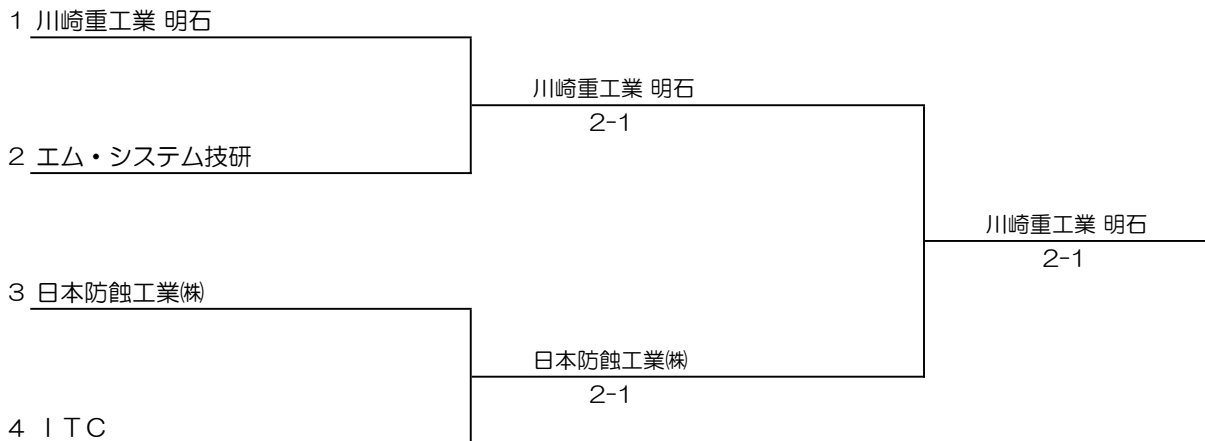 1 川崎重工業 明石
川崎重工業 明石
2-1
2 エム・システム技研
川崎重工業 明石
2-1
3 日本防蝕工業㈱
日本防蝕工業㈱
2-1
4 ＩＴＣ